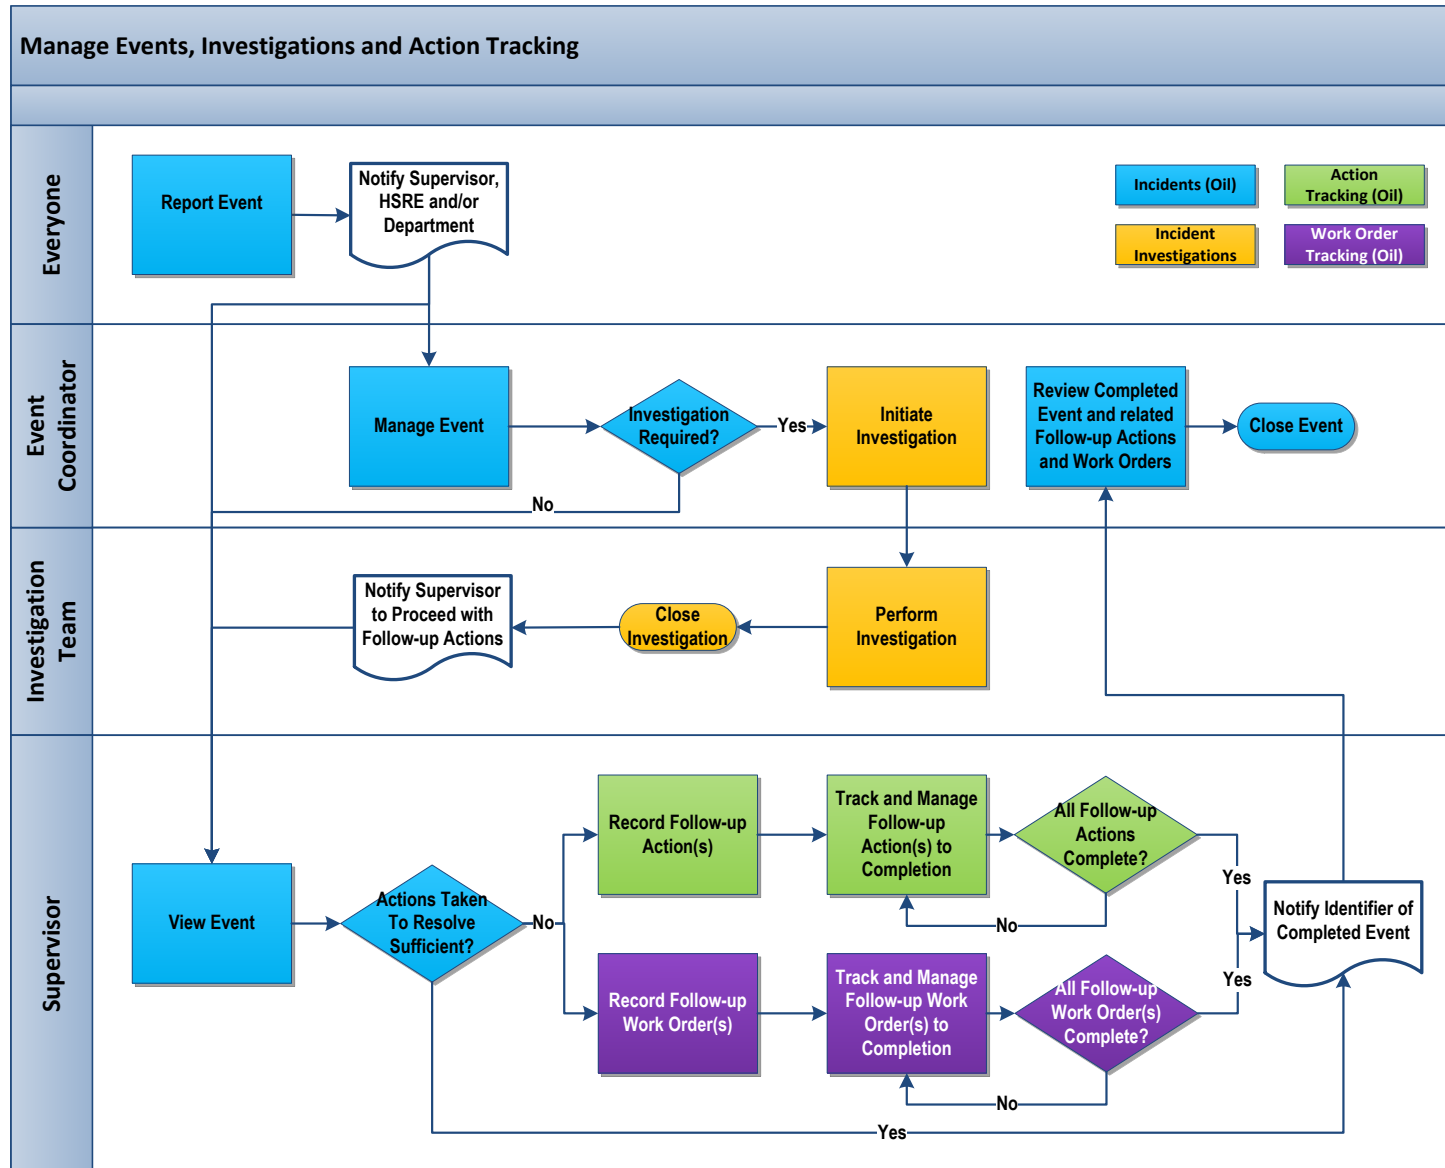 Manage Events, Investigations and Action Tracking
Everyone
Report Event
Notify Supervisor,
HSRE and/or
Department
Incidents (Oil)
Action
Tracking (Oil)
Incident
Investigations
Work Order
Tracking (Oil)
Event
Coordinator
Manage Event
Investigation
Required?
Yes
Initiate
Investigation
Review Completed
Event and related
Follow-up Actions
and Work Orders
Close Event
No
Investigation
Team
Notify Supervisor
to Proceed with
Follow-up Actions
Close
Investigation
Perform
Investigation
Supervisor
View Event
Actions Taken
To Resolve
Sufficient?
No
Record Follow-up
Action(s)
Track and Manage
Follow-up
Action(s) to
Completion
All Follow-up
Actions
Complete?
Yes
No
Notify Identifier of
Completed Event
Record Follow-up
Work Order(s)
Track and Manage
Follow-up Work
Order(s) to
Completion
All Follow-up
Work Order(s)
Complete?
Yes
No
Yes